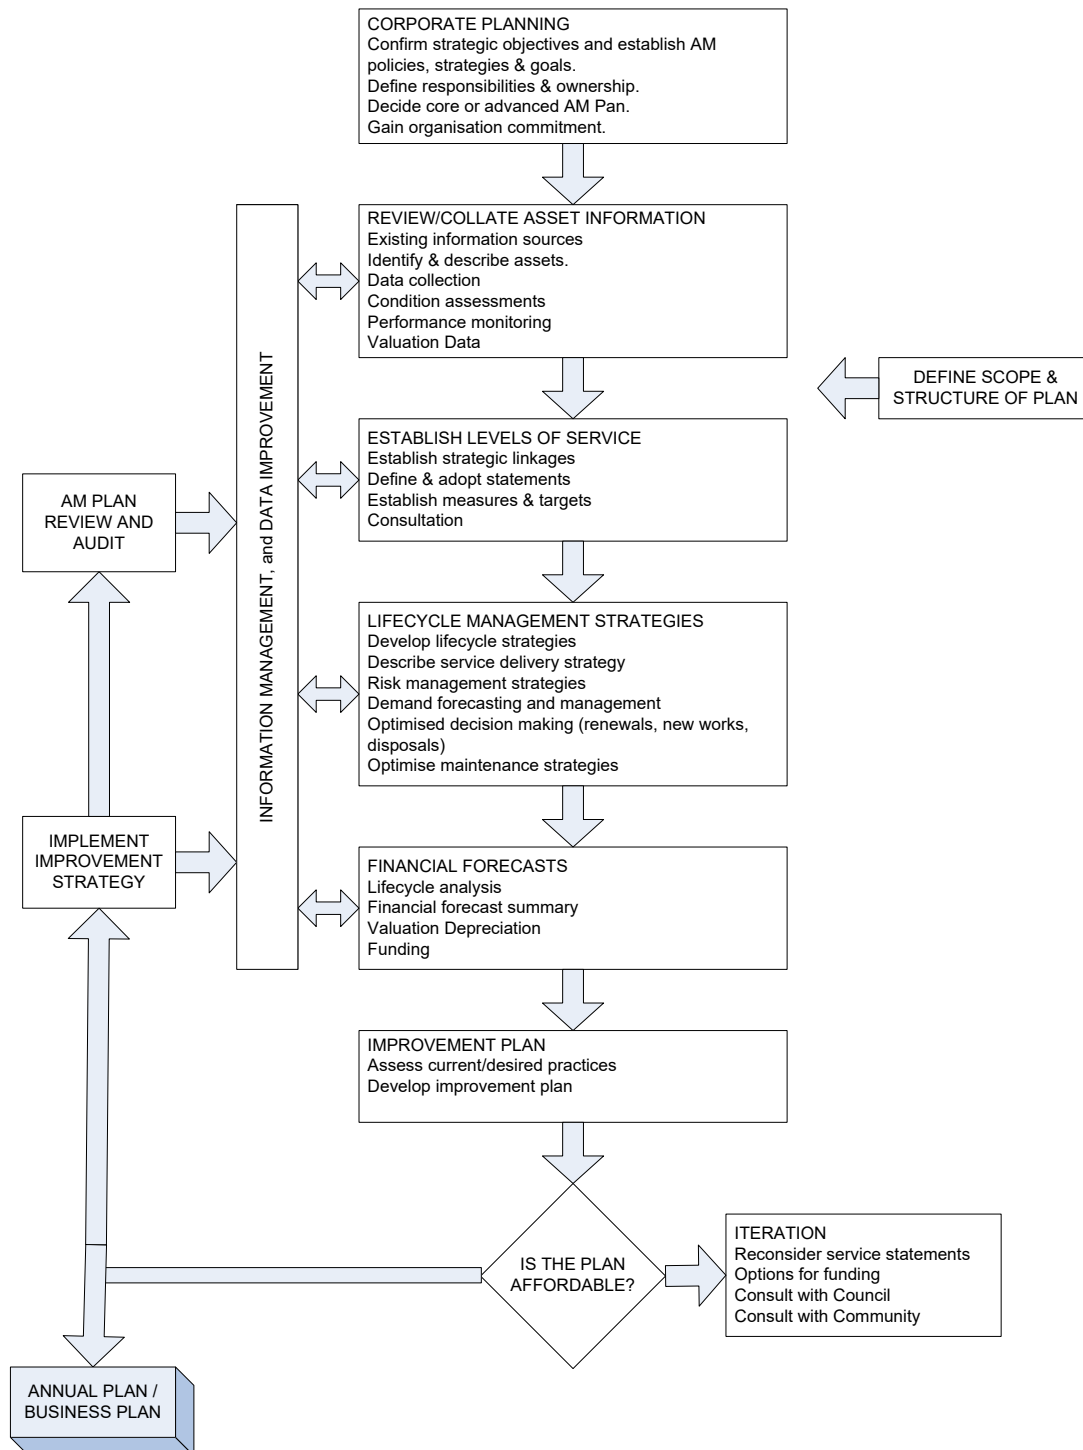 CORPORATE PLANNING
Confirm strategic objectives and establish AM
policies, strategies & goals.
Define responsibilities & ownership.
Decide core or advanced AM Pan.
Gain organisation commitment.
REVIEW/COLLATE ASSET INFORMATION
Existing information sources
Identify & describe assets.
Data collection
Condition assessments
Performance monitoring
Valuation Data
DEFINE SCOPE &
STRUCTURE OF PLAN
INFORMATION MANAGEMENT, and DATA IMPROVEMENT
ESTABLISH LEVELS OF SERVICE
Establish strategic linkages
Define & adopt statements
Establish measures & targets
Consultation
AM PLAN
REVIEW AND
AUDIT
LIFECYCLE MANAGEMENT STRATEGIES
Develop lifecycle strategies
Describe service delivery strategy
Risk management strategies
Demand forecasting and management
Optimised decision making (renewals, new works,
disposals)
Optimise maintenance strategies
IMPLEMENT
IMPROVEMENT
STRATEGY
FINANCIAL FORECASTS
Lifecycle analysis
Financial forecast summary
Valuation Depreciation
Funding
IMPROVEMENT PLAN
Assess current/desired practices
Develop improvement plan
IS THE PLAN
AFFORDABLE?
ITERATION
Reconsider service statements
Options for funding
Consult with Council
Consult with Community
ANNUAL PLAN /
BUSINESS PLAN